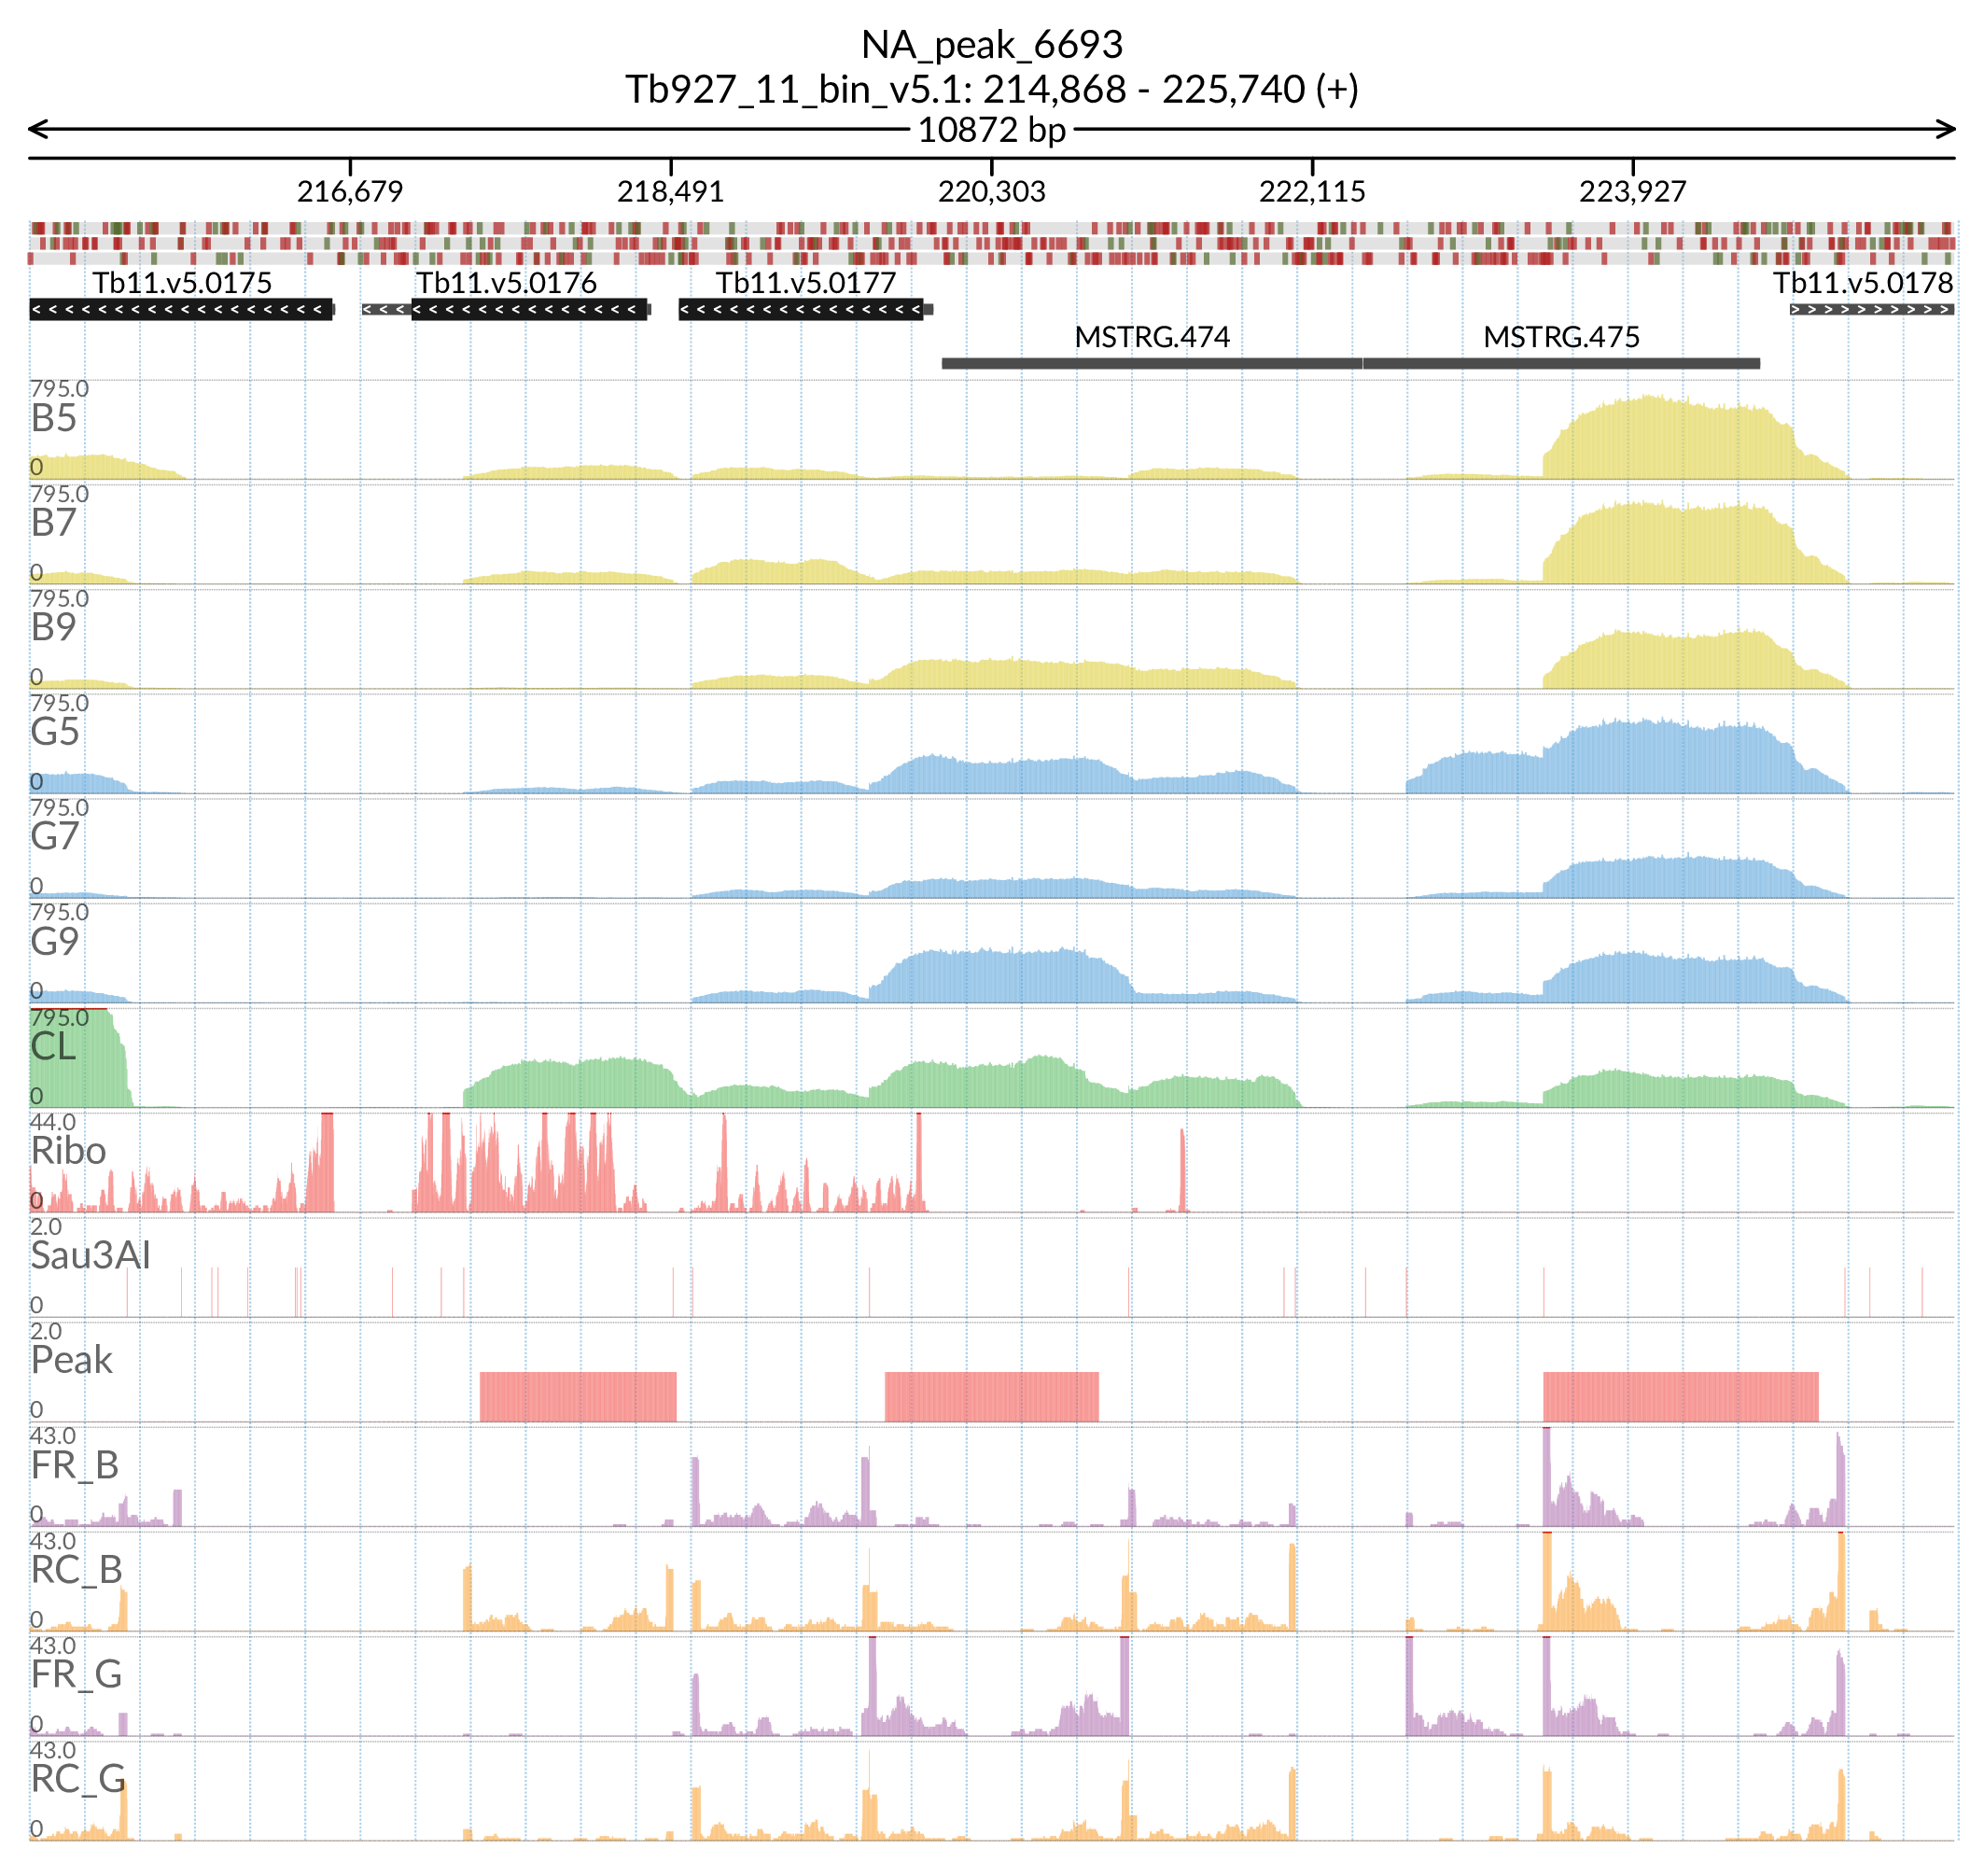 NA_peak_6693
Tb927_11_bin_v5.1: 214,868 - 225,740 (+)
10872 bp
216,679 218,491 220,303 222,115 223,927
Tb11.v5.0175 Tb11.v5.0176 Tb11.v5.0177 Tb11.v5.0178
MSTRG.474 MSTRG.475
795.0
B5
0
795.0
B7
0
795.0
B9
0
795.0
G5
0
795.0
G7
0
795.0
G9
0
795.0
CL
0
44.0
Ribo
0
2.0
Sau3AI
0
2.0
Peak
0
43.0
FR_B
0
43.0
RC_B
0
43.0
FR_G
0
43.0
RC_G
0